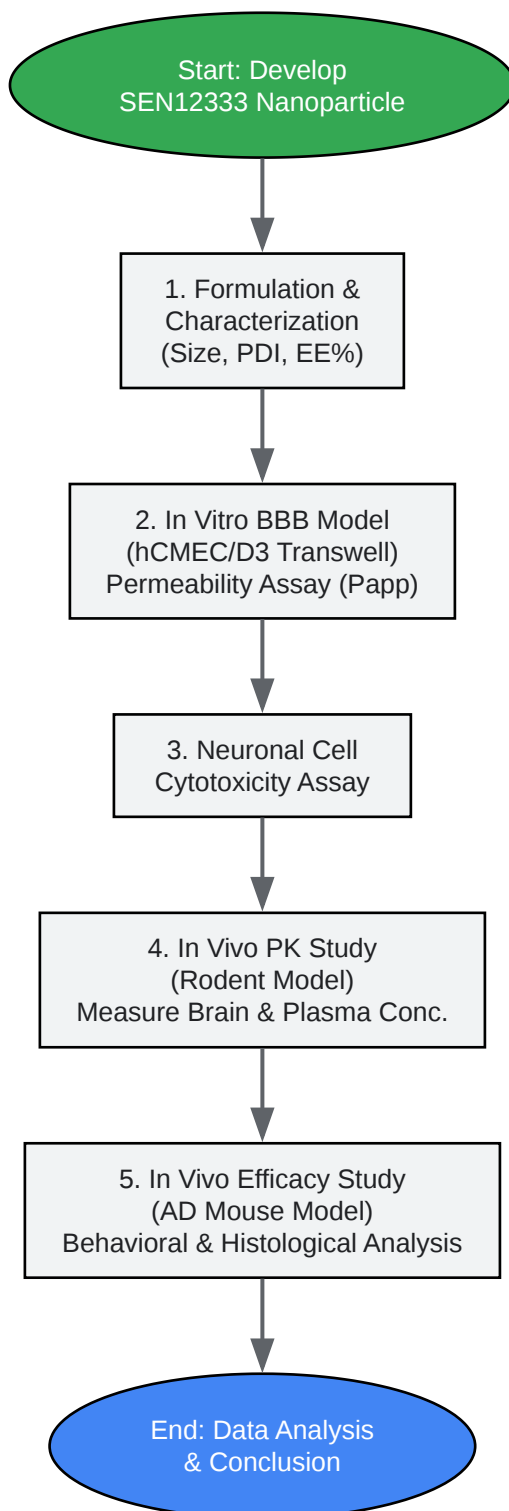 Start: Develop
SEN12333 Nanoparticle
1. Formulation &
Characterization
(Size, PDI, EE%)
2. In Vitro BBB Model
(hCMEC/D3 Transwell)
Permeability Assay (Papp)
3. Neuronal Cell
Cytotoxicity Assay
4. In Vivo PK Study
(Rodent Model)
Measure Brain & Plasma Conc.
5. In Vivo Efficacy Study
(AD Mouse Model)
Behavioral & Histological Analysis
End: Data Analysis
& Conclusion